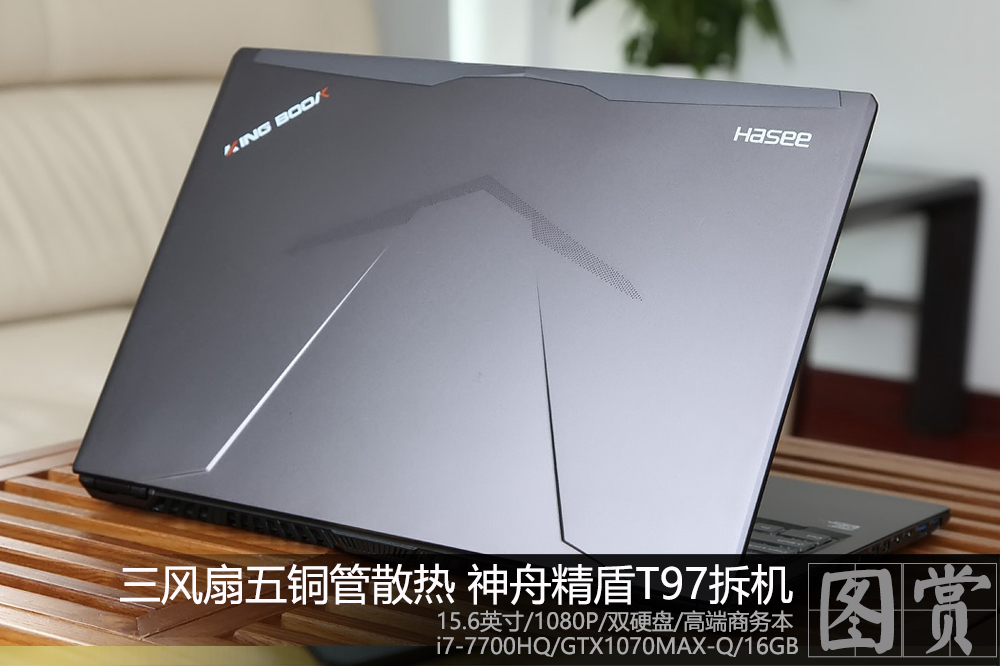 KING BOOK
Hasee
三风扇五铜管散热 神舟精盾T97拆机
15.6英寸/1080P/双硬盘/高端商务本
i7-7700HQ/GTX1070MAX-Q/16GB
图赏